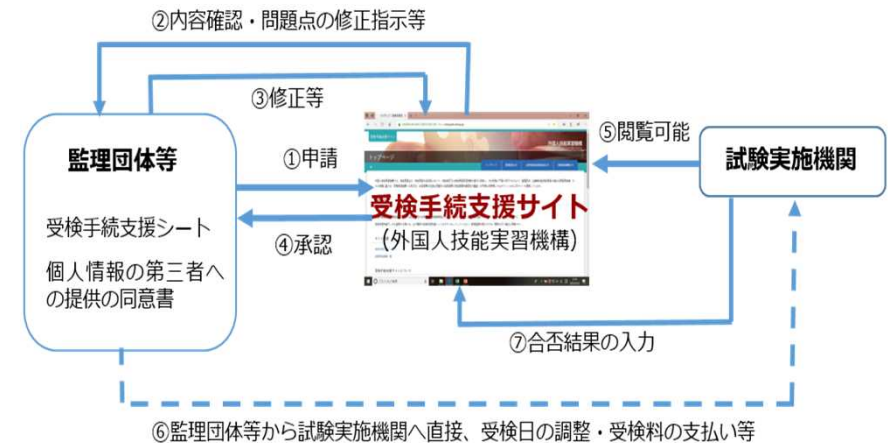 ②内容確認・問題点の修正指示等
③修正等
監理団体等
受検手続支援シート
個人情報の第三者へ
の提供の同意書
①申請
④承認
トップページ
受検手続支援サイト
（外国人技能実習機構）
⑤閲覧可能
試験実施機関
⑦合否結果の入力
⑥監理団体等から試験実施機関へ直接、受検日の調整・受検料の支払い等